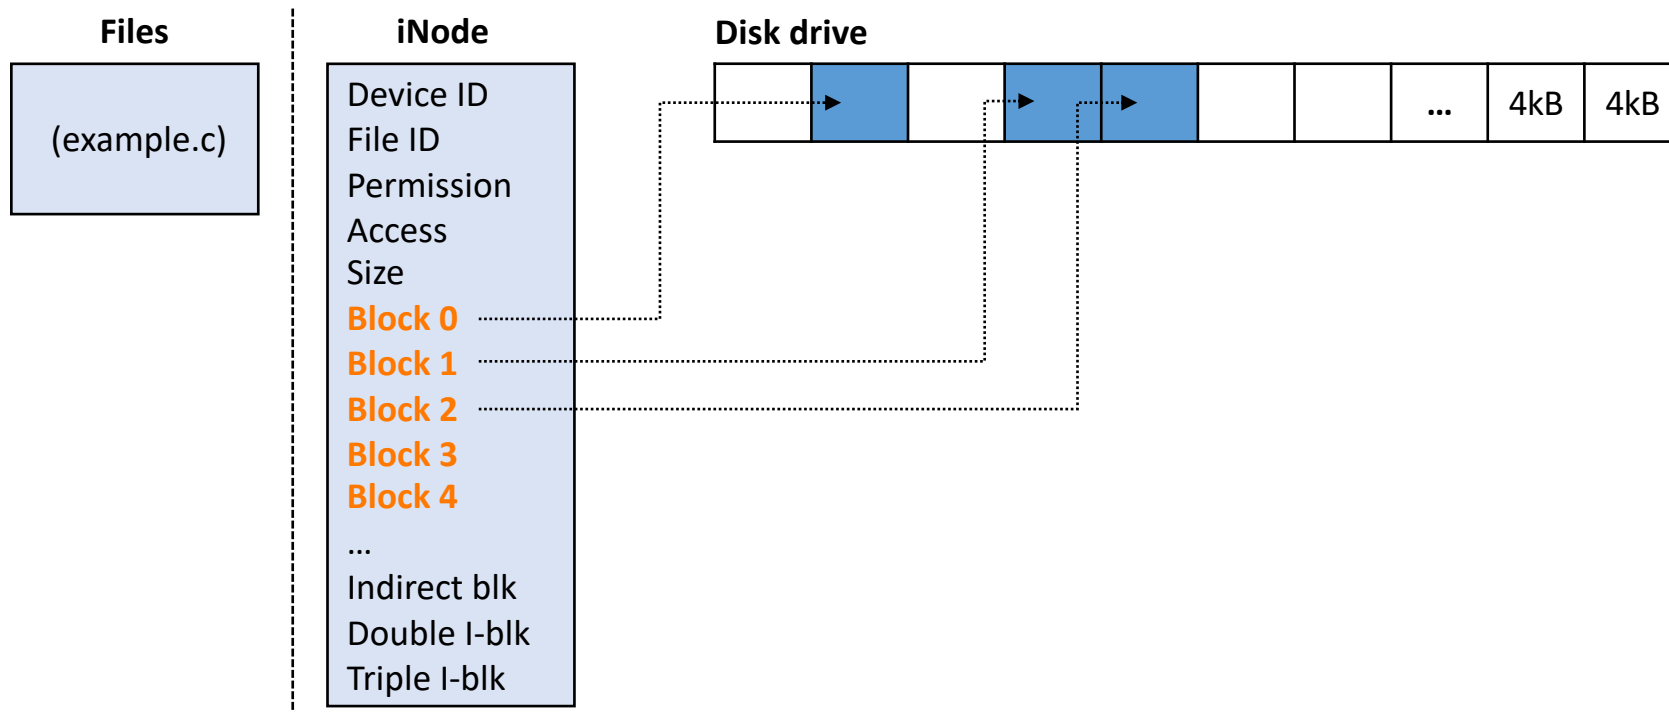 Files
(example.c)
iNode
Device ID
File ID
Permission
Access
Size
Block 0
Block 1
Block 2
Block 3
Block 4
...
Indirect blk
Double I-blk
Triple I-blk
Disk drive
... 4kB 4kB